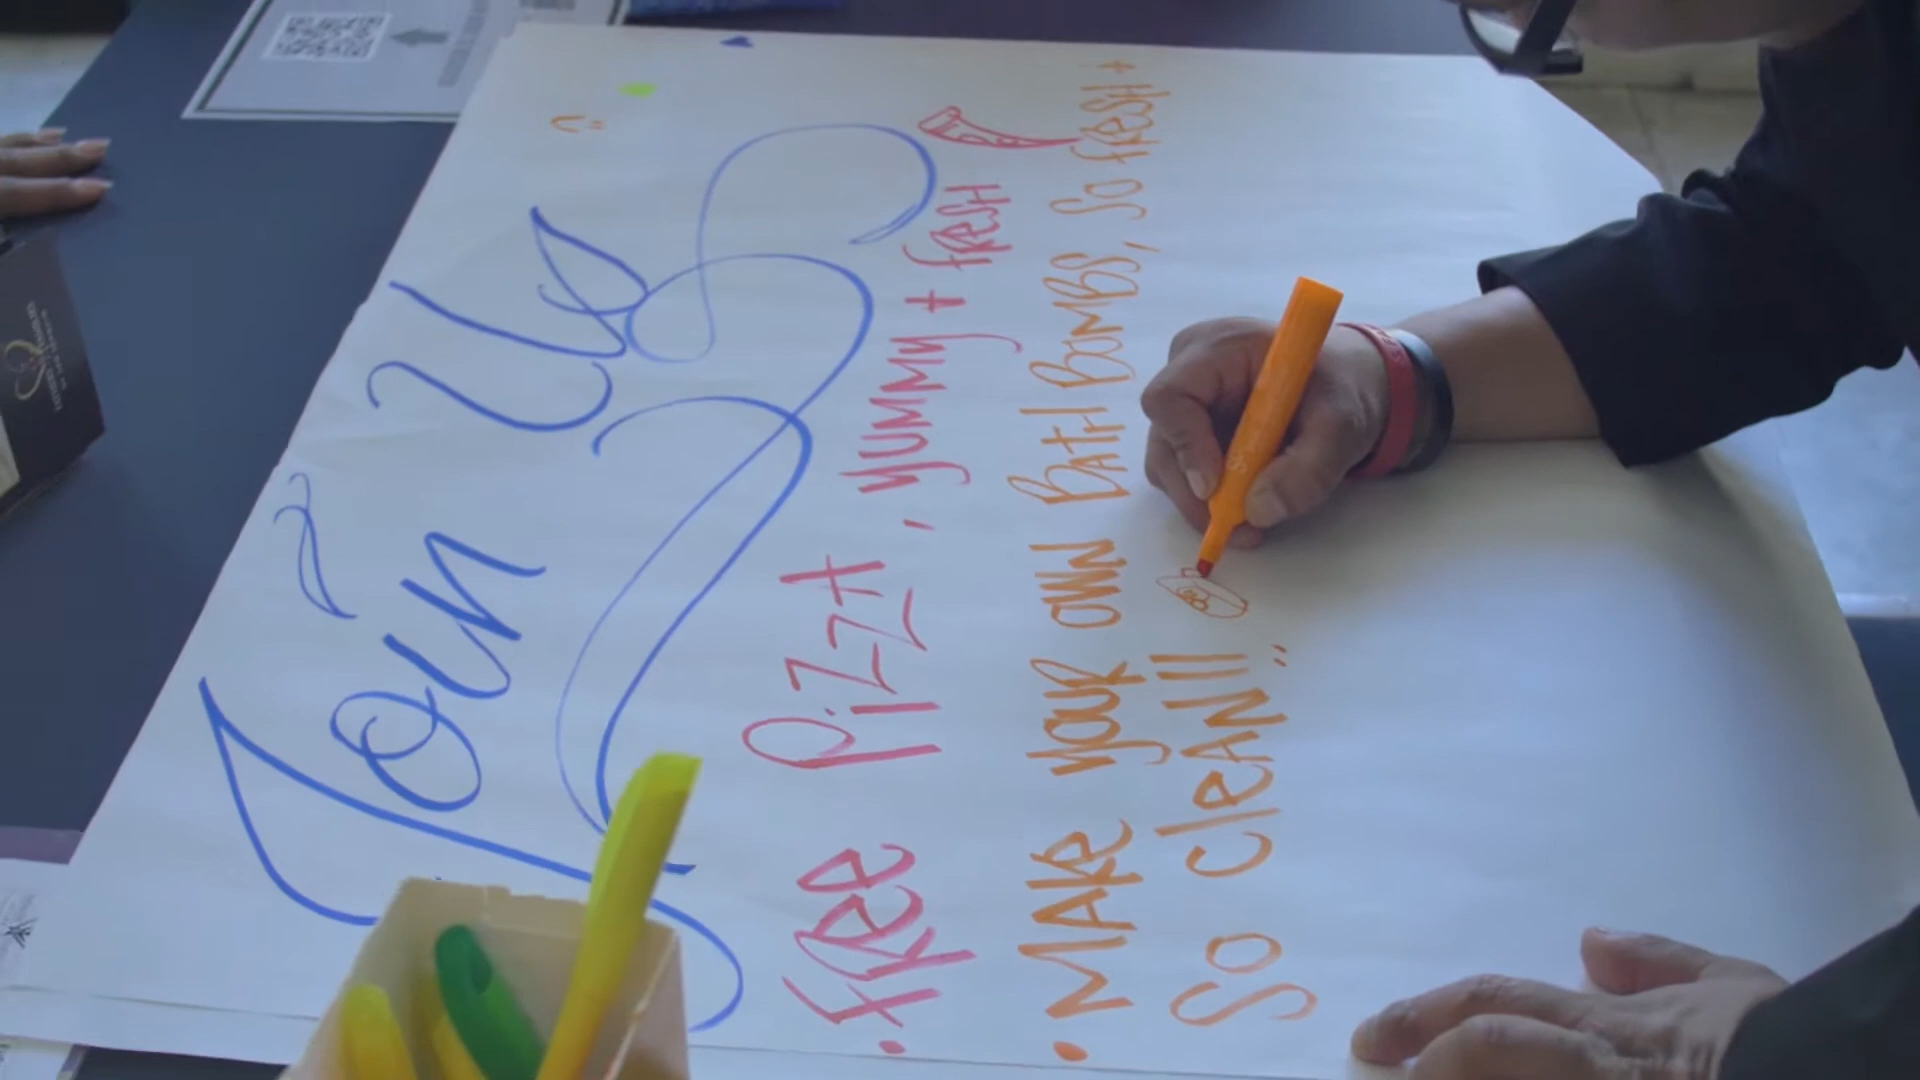 Join Us
• FREE PIZZA, YUMMY + FRESH
• MAKE YOUR OWN BATH BOMBS, SO FRESH +
SO CLEAN!!